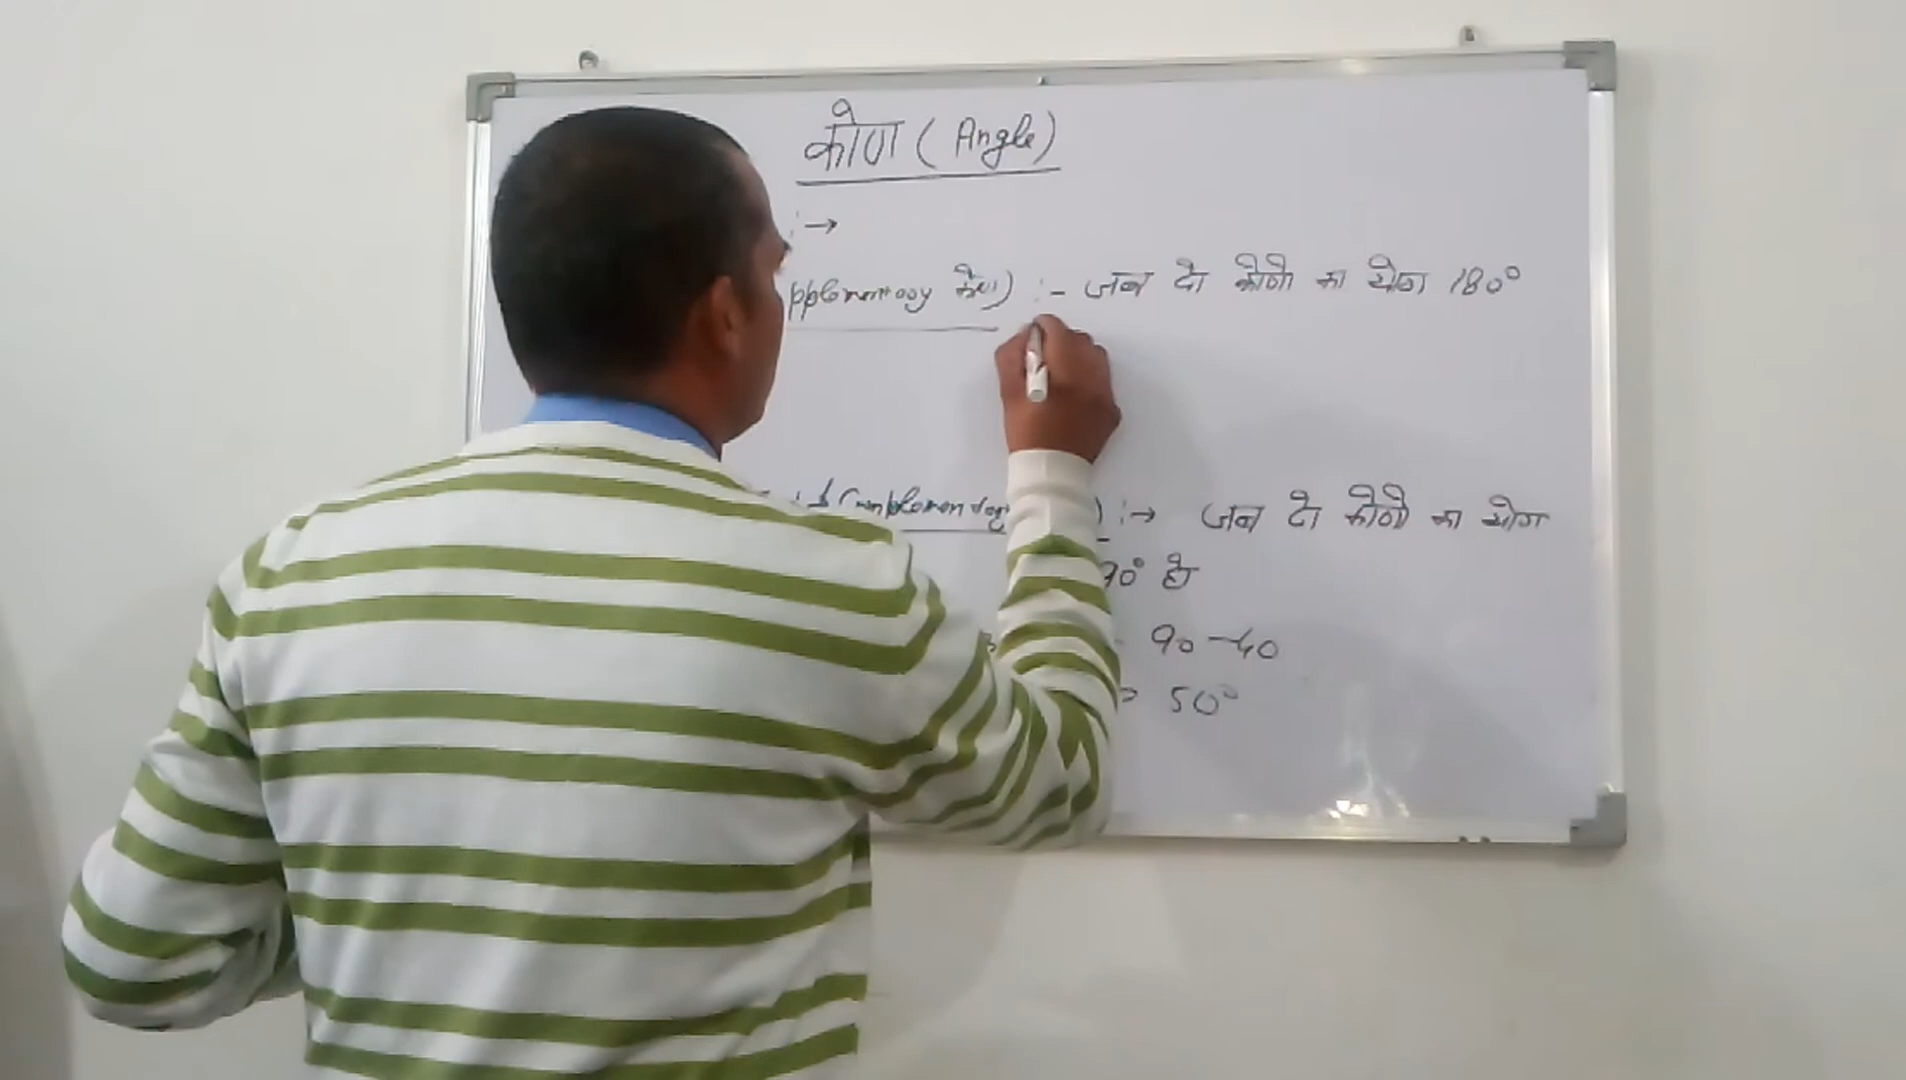 कोण (Angle)
:→
pplementary कोण) :- जब दो कोणो का योग 180°
Complementary ) :→ जब दो कोणो का योग
90° हो
90-40
50°